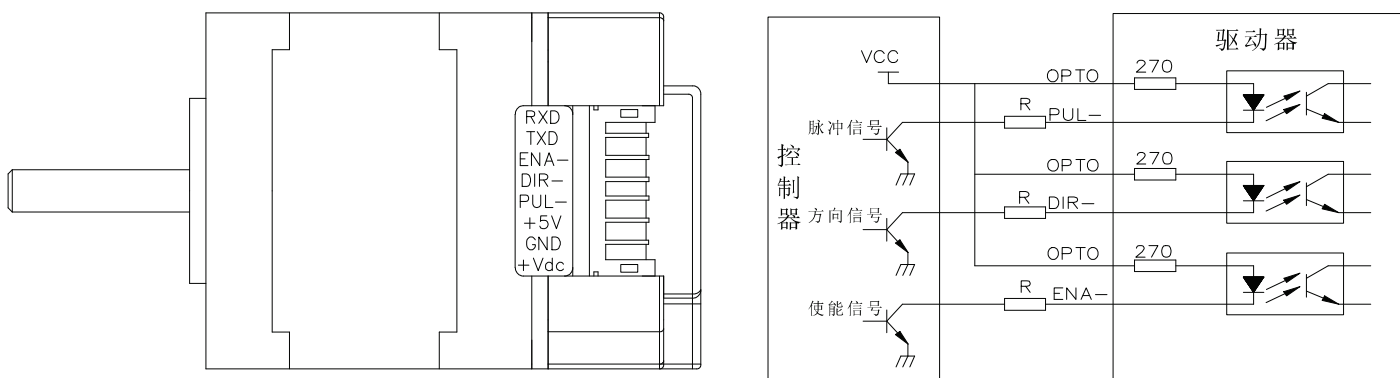 RXD
TXD
ENA-
DIR-
PUL-
+5V
GND
+Vdc
控制器
VCC
脉冲信号
方向信号
使能信号
OPTO
R
PUL-
OPTO
R
DIR-
OPTO
R
ENA-
驱动器
270
270
270